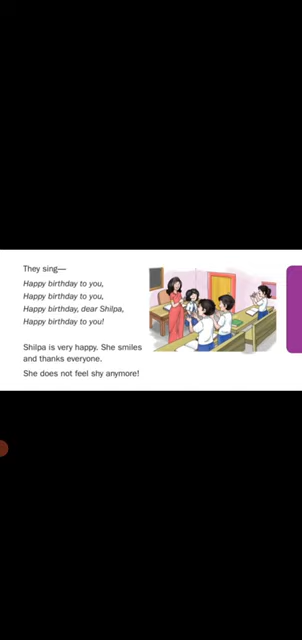 They sing—
Happy birthday to you,
Happy birthday to you,
Happy birthday, dear Shilpa,
Happy birthday to you!
Shilpa is very happy. She smiles
and thanks everyone.
She does not feel shy anymore!